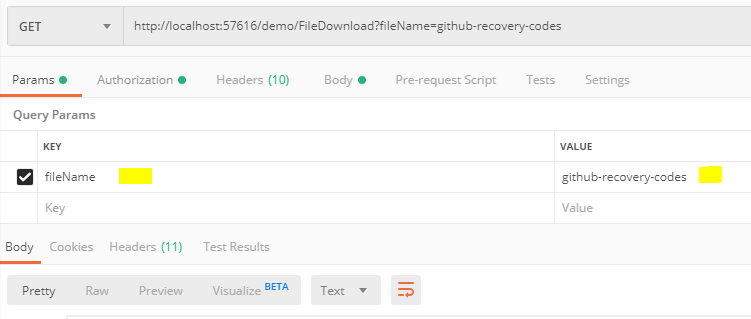 GET http://localhost:57616/demo/FileDownload?fileName=github-recovery-codes
Params Authorization Headers (10) Body Pre-request Script Tests Settings
Query Params
KEY VALUE
fileName github-recovery-codes
Key Value
Body Cookies Headers (11) Test Results
Pretty Raw Preview Visualize BETA Text